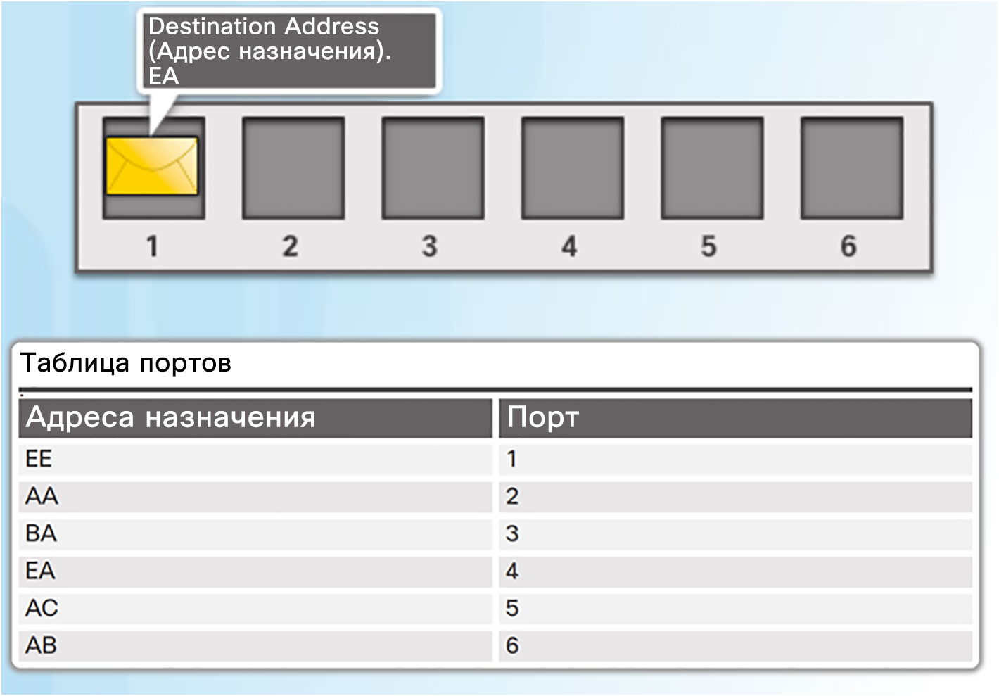 Destination Address
(Адрес назначения).
EA
1 2 3 4 5 6
Таблица портов
Адреса назначения Порт
EE 1
AA 2
BA 3
EA 4
AC 5
AB 6